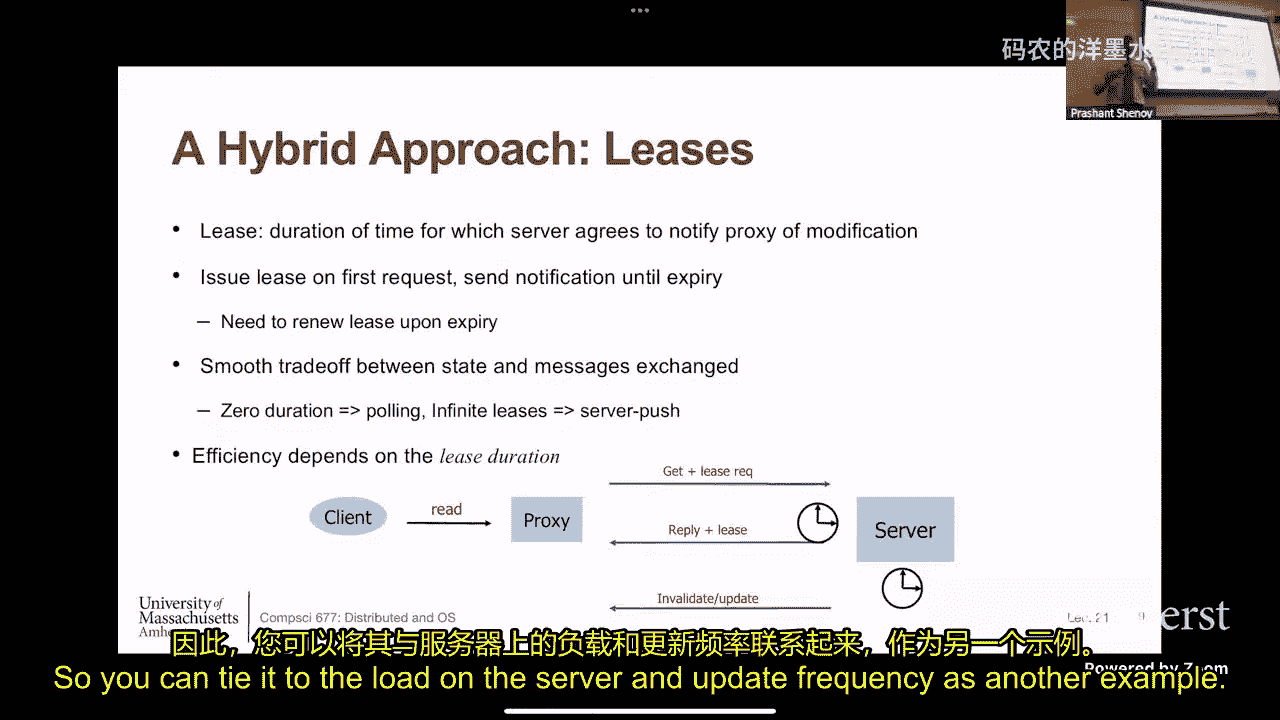 码农的洋墨水
Prashant Shenoy
A Hybrid Approach: Leases
• Lease: duration of time for which server agrees to notify proxy of modification
• Issue lease on first request, send notification until expiry
– Need to renew lease upon expiry
• Smooth tradeoff between state and messages exchanged
– Zero duration => polling, Infinite leases => server-push
• Efficiency depends on the lease duration
Get + lease req
Client
read
Proxy
Reply + lease
Server
Invalidate/update
University of
Massachusetts
Amherst
Compsci 677: Distributed and OS
Lec. 21
9
erst
因此，您可以将其与服务器上的负载和更新频率联系起来，作为另一个示例。
Powered by Zoom
So you can tie it to the load on the server and update frequency as another example.